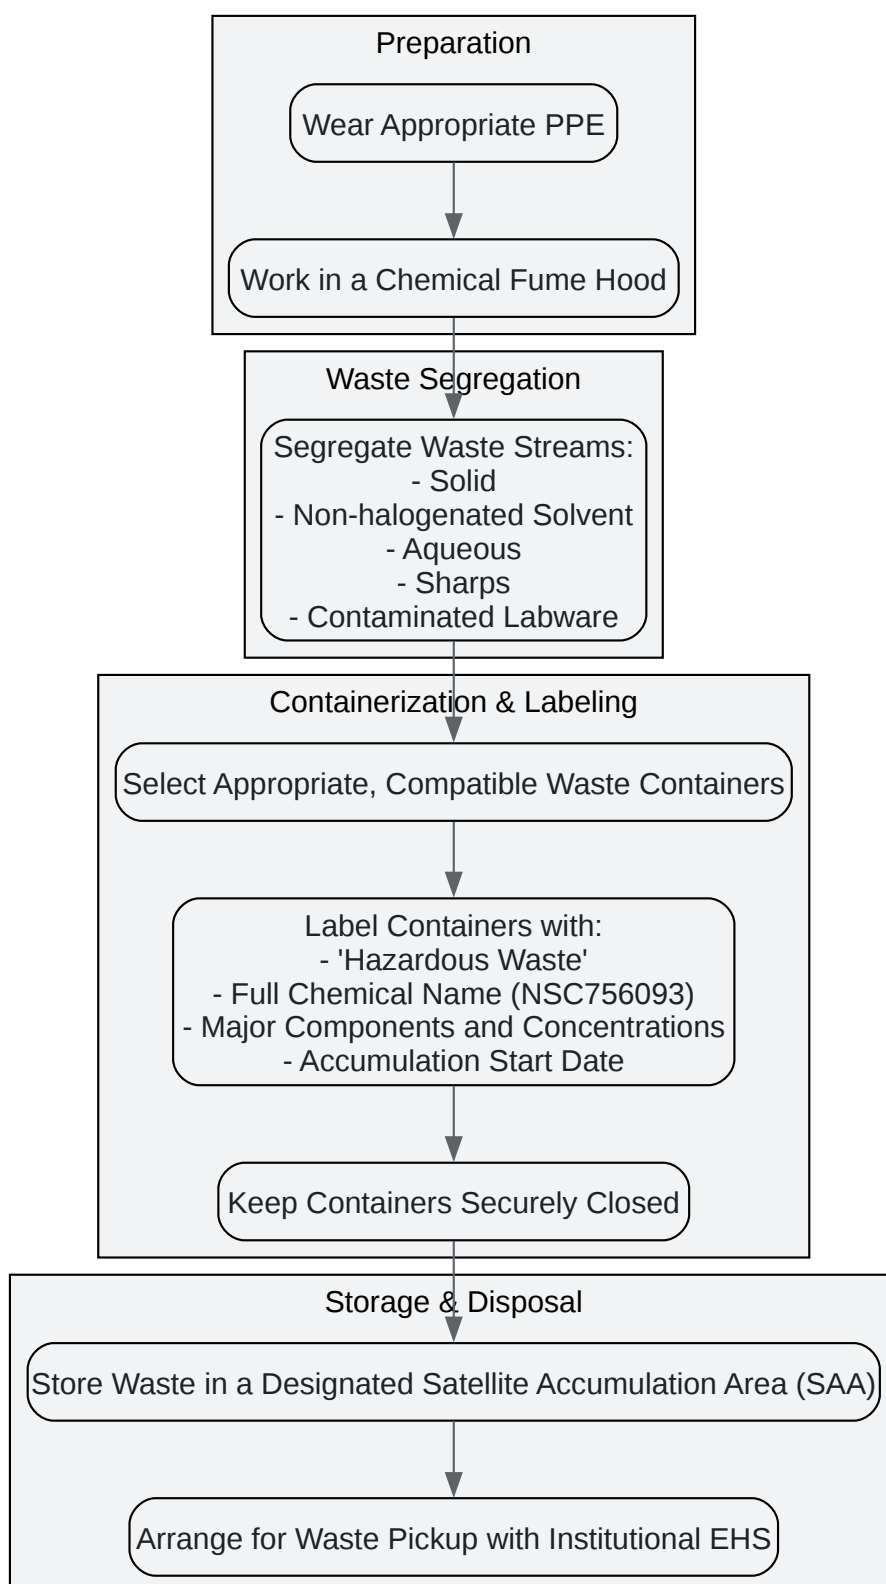 Preparation
Wear Appropriate PPE
Work in a Chemical Fume Hood
Waste Segregation
Segregate Waste Streams:
- Solid
- Non-halogenated Solvent
- Aqueous
- Sharps
- Contaminated Labware
Containerization & Labeling
Select Appropriate, Compatible Waste Containers
Label Containers with:
- 'Hazardous Waste'
- Full Chemical Name (NSC756093)
- Major Components and Concentrations
- Accumulation Start Date
Keep Containers Securely Closed
Storage & Disposal
Store Waste in a Designated Satellite Accumulation Area (SAA)
Arrange for Waste Pickup with Institutional EHS